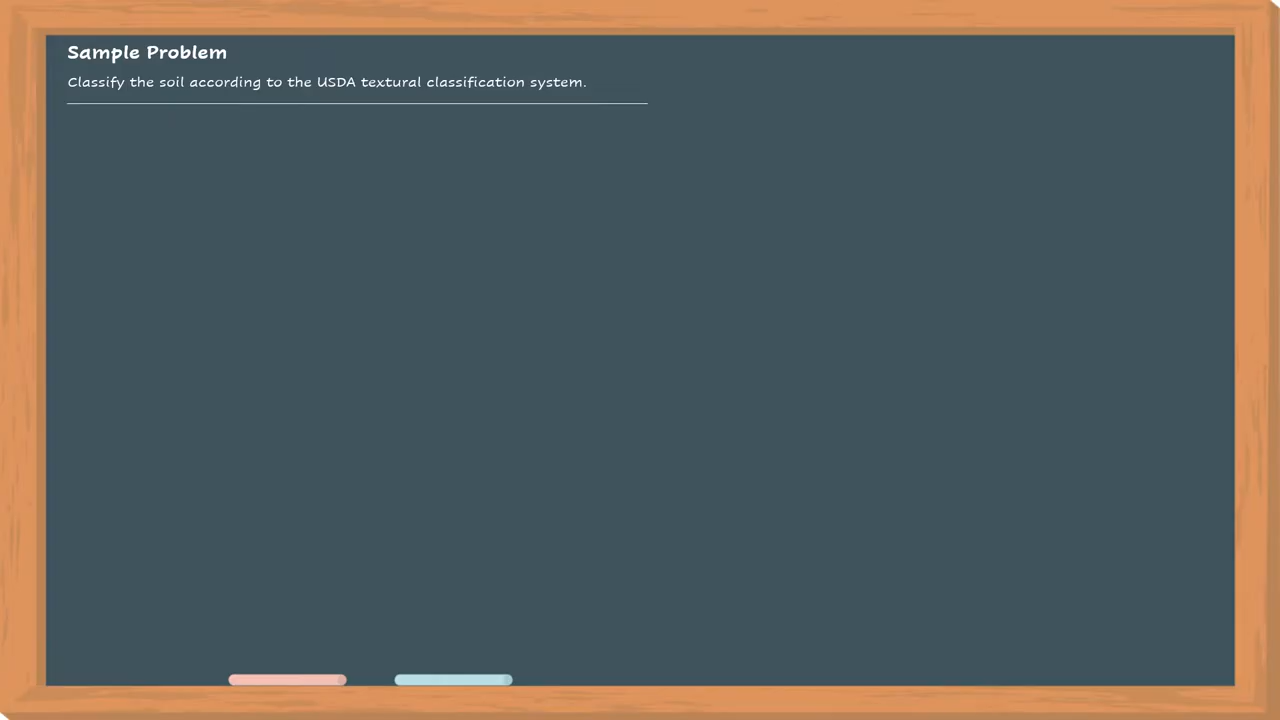 Sample Problem
Classify the soil according to the USDA textural classification system.